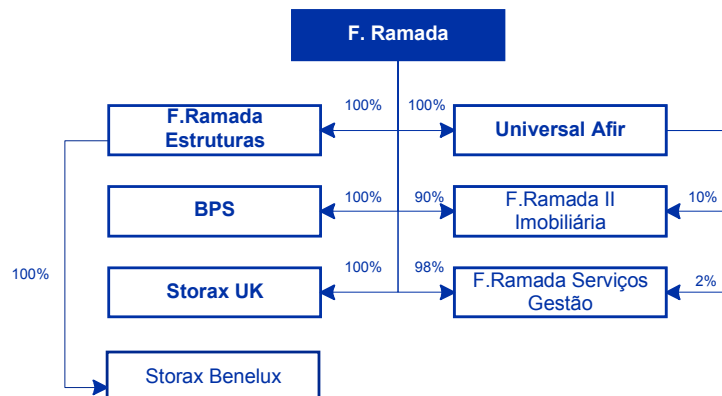 F. Ramada
100% 100%
F.Ramada
Estruturas
Universal Afir
BPS
100% 90%
F.Ramada II
Imobiliária
10%
100%
Storax UK
100% 98%
F.Ramada Serviços
Gestão
2%
Storax Benelux